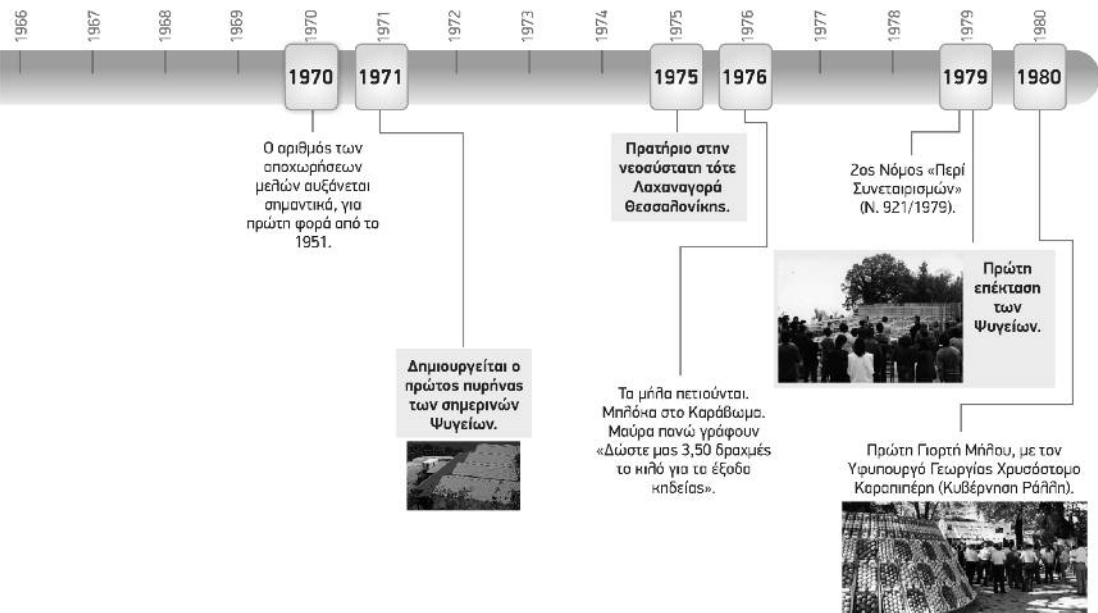 1966
1967
1968
1969
1970
1971
1972
1973
1974
1975
1976
1977
1978
1979
1980
1970
1971
1975
1976
1979
1980
Ο αριθμός των
αποχωρήσεων
μελών αυξάνεται
σημαντικά, για
πρώτη φορά από το
1951.
Δημιουργείται ο
πρώτος πυρήνας
των σημερινών
Ψυγείων.
Πρατήριο στην
νεοσύστατη τότε
Λαχαναγορά
Θεσσαλονίκης.
Τα μήλα πετιούνται.
Μπλόκα στο Καράβωμα.
Μαύρα πανώ γράφουν
«Δώστε μας 3,50 δραχμές
το κιλό για τα έξοδα
κηδείας».
2ος Νόμος «Περί
Συνεταιρισμών»
(Ν. 921/1979).
Πρώτη
επέκταση
των
Ψυγείων.
Πρώτη Γιορτή Μήλου, με τον
Υφυπουργό Γεωργίας Χρυσόστομο
Καραπιπέρη (Κυβέρνηση Ράλλη).